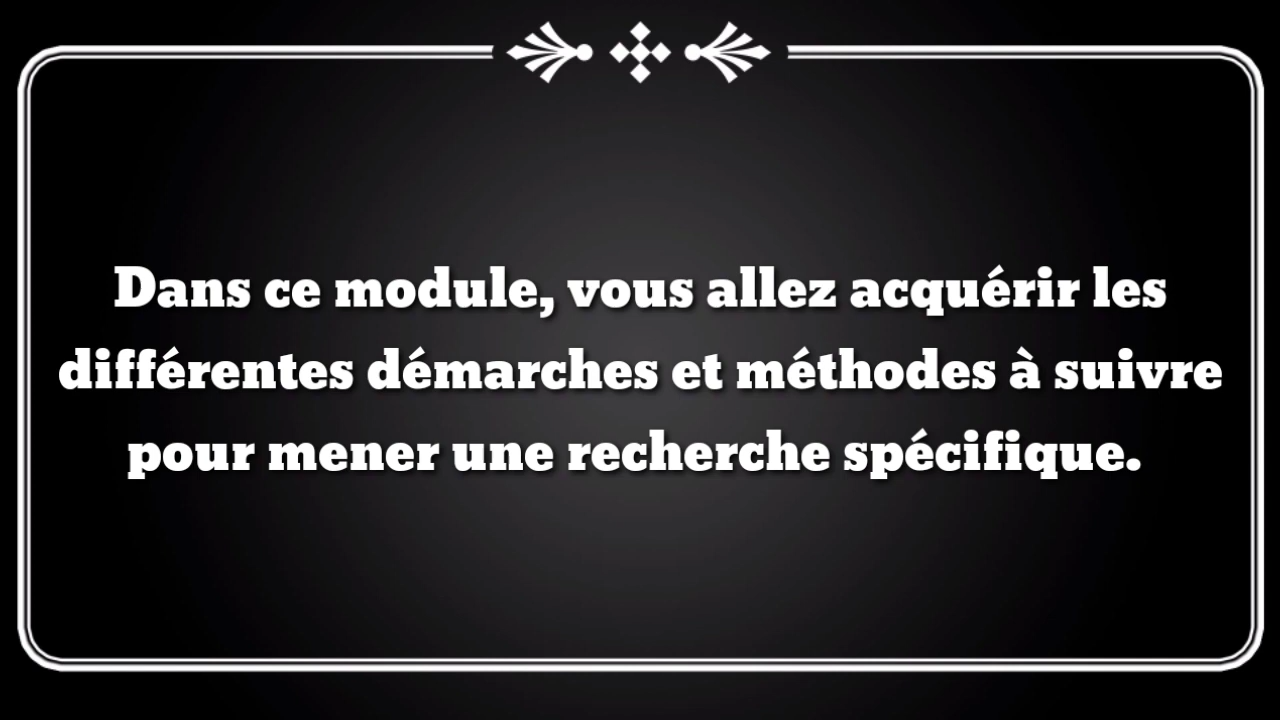 Dans ce module, vous allez acquérir les
différentes démarches et méthodes à suivre
pour mener une recherche spécifique.